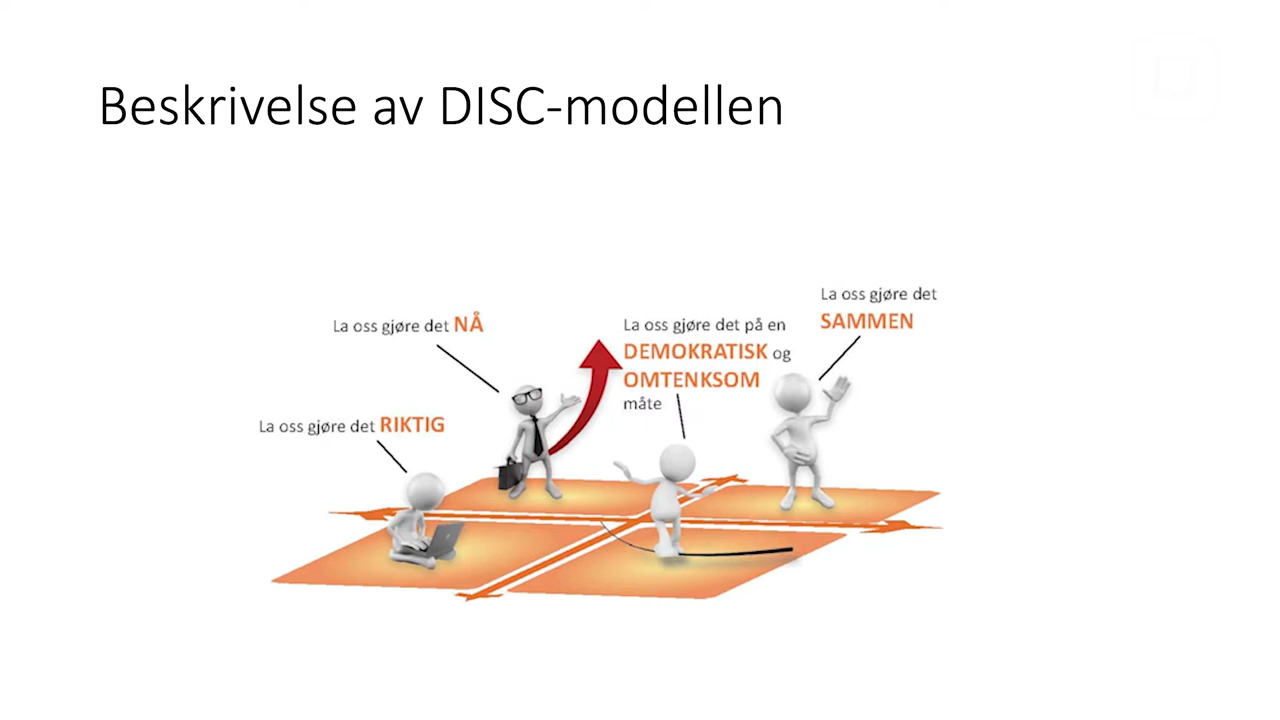 Beskrivelse av DISC-modellen
La oss gjøre det NÅ
La oss gjøre det RIKTIG
La oss gjøre det på en
DEMOKRATISK og
OMTENKSOM
måte
La oss gjøre det
SAMMEN